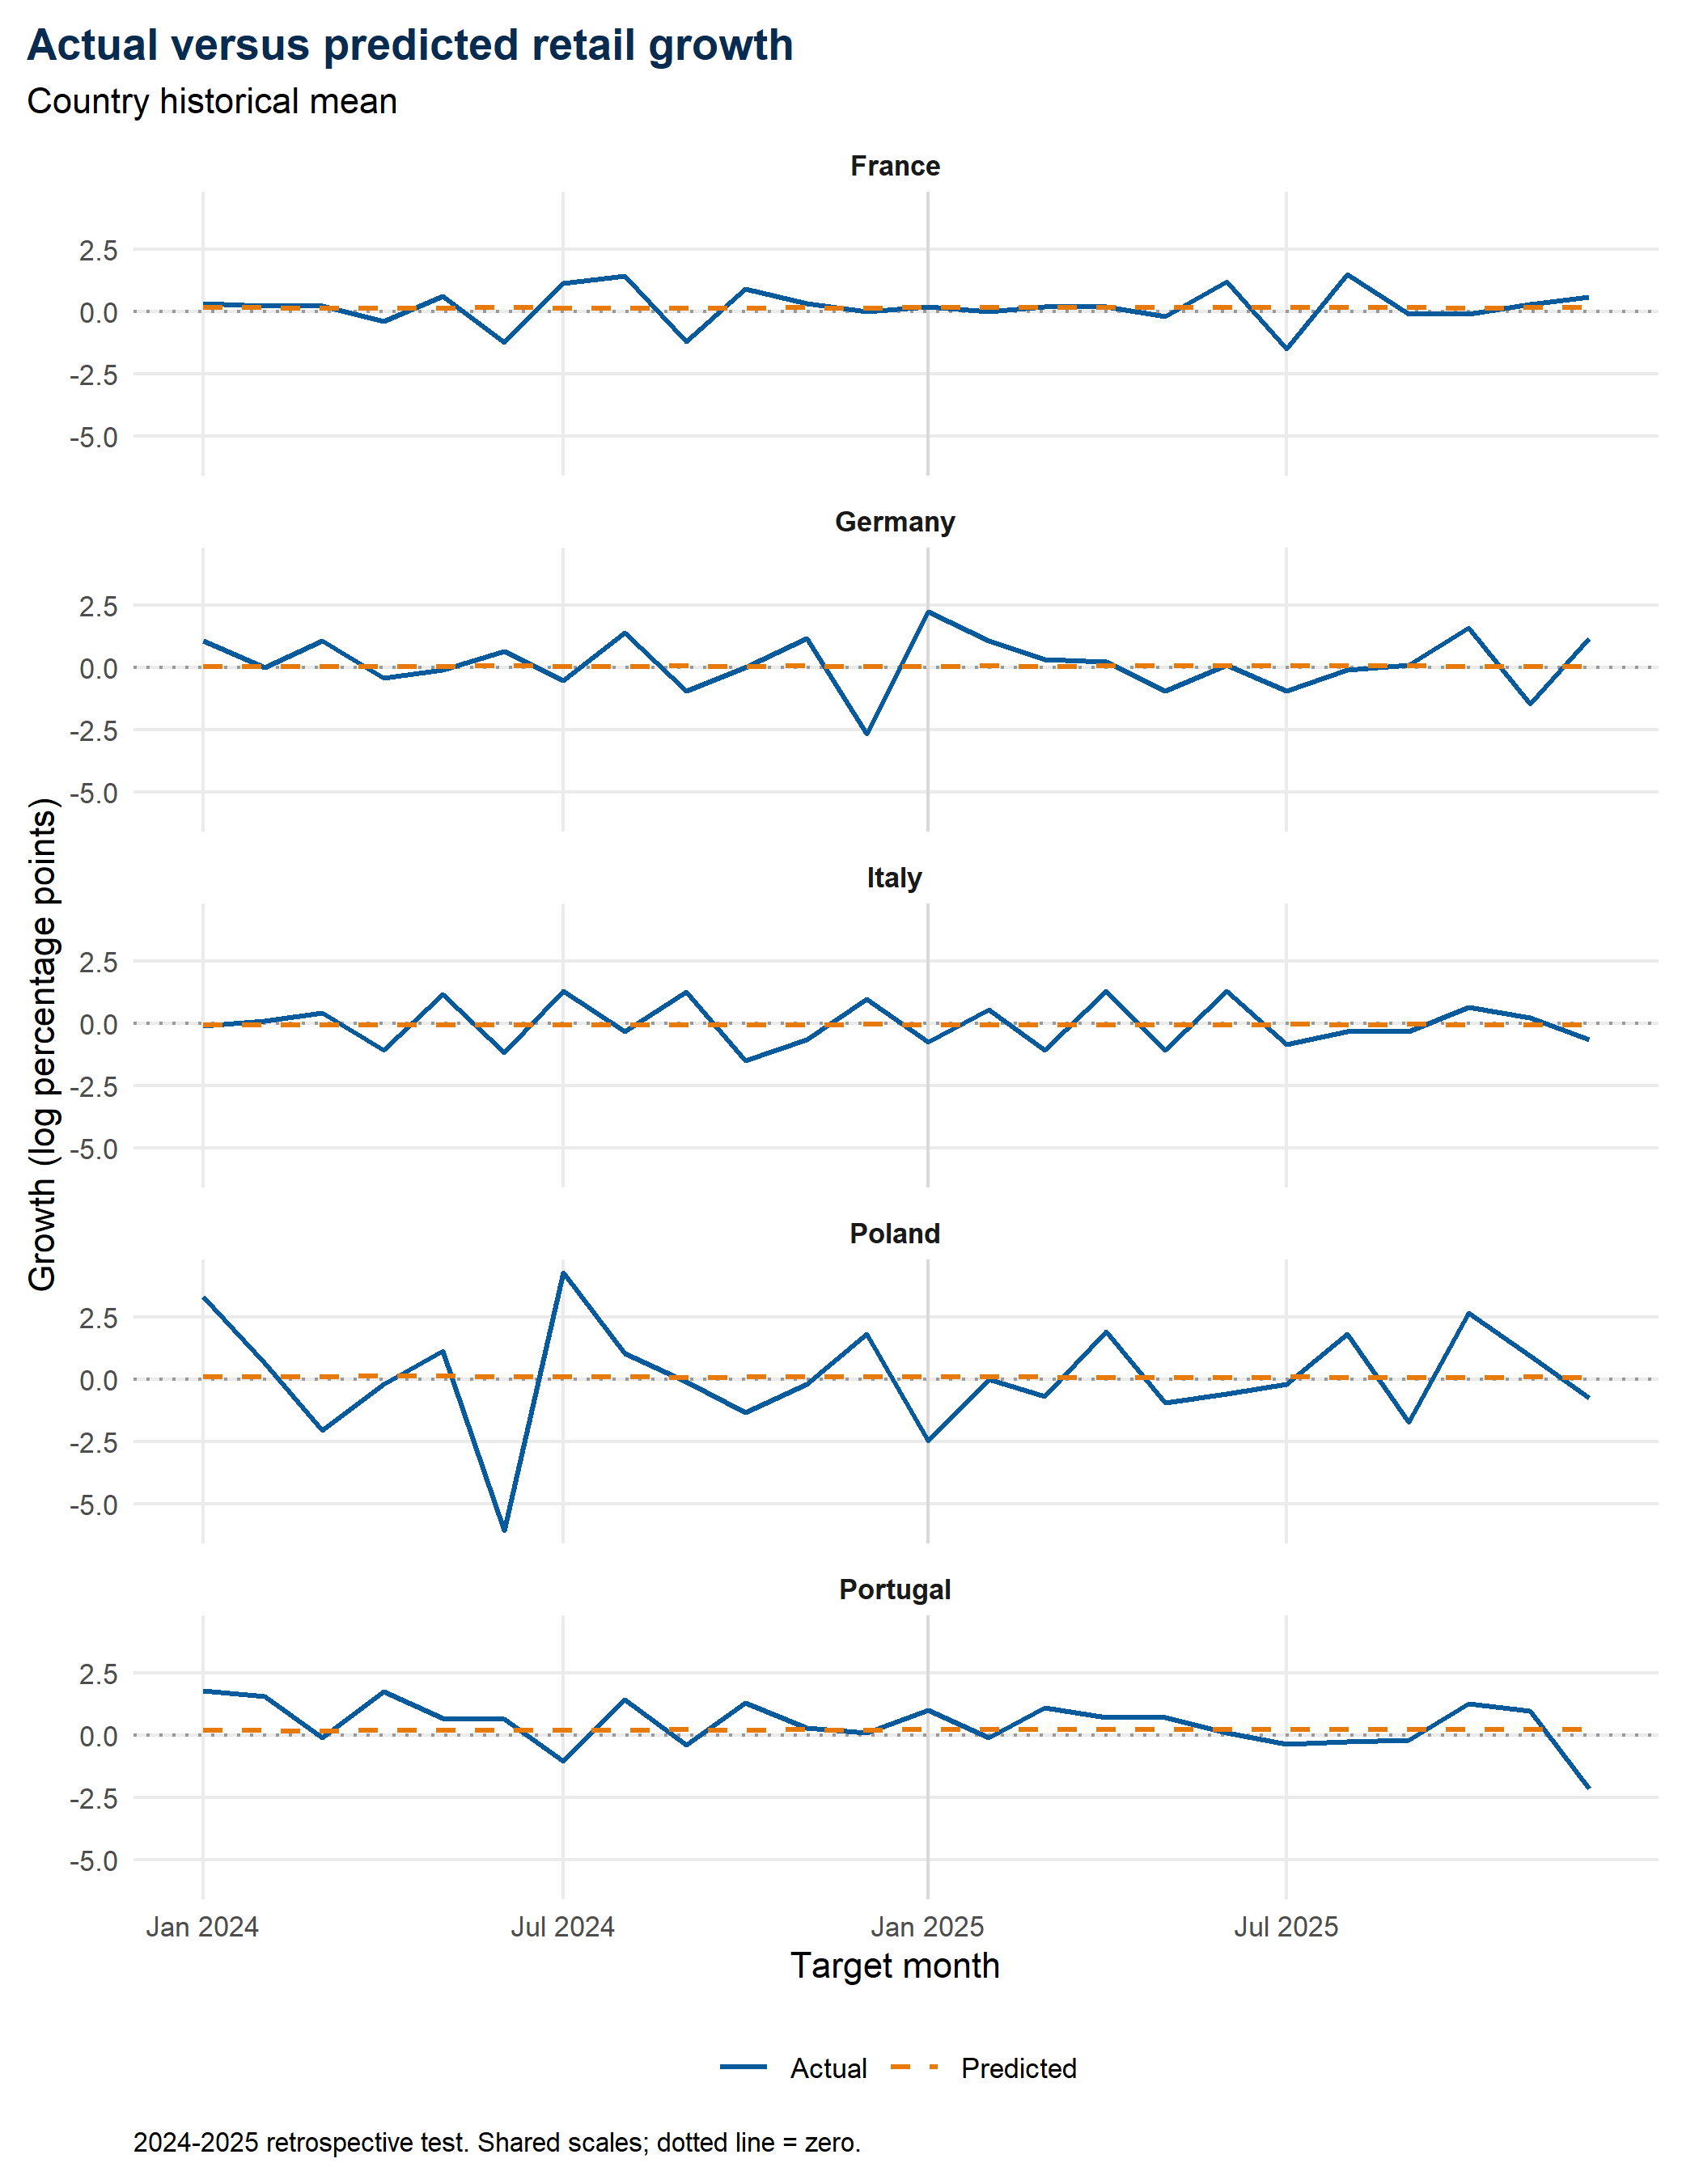 Actual versus predicted retail growth
Country historical mean
France
2.5
0.0
-2.5
-5.0
Germany
2.5
0.0
-2.5
-5.0
Italy
2.5
0.0
-2.5
-5.0
Poland
2.5
0.0
-2.5
-5.0
Portugal
2.5
0.0
-2.5
-5.0
Growth (log percentage points)
Jan 2024 Jul 2024 Jan 2025 Jul 2025
Target month
Actual Predicted
2024-2025 retrospective test. Shared scales; dotted line = zero.